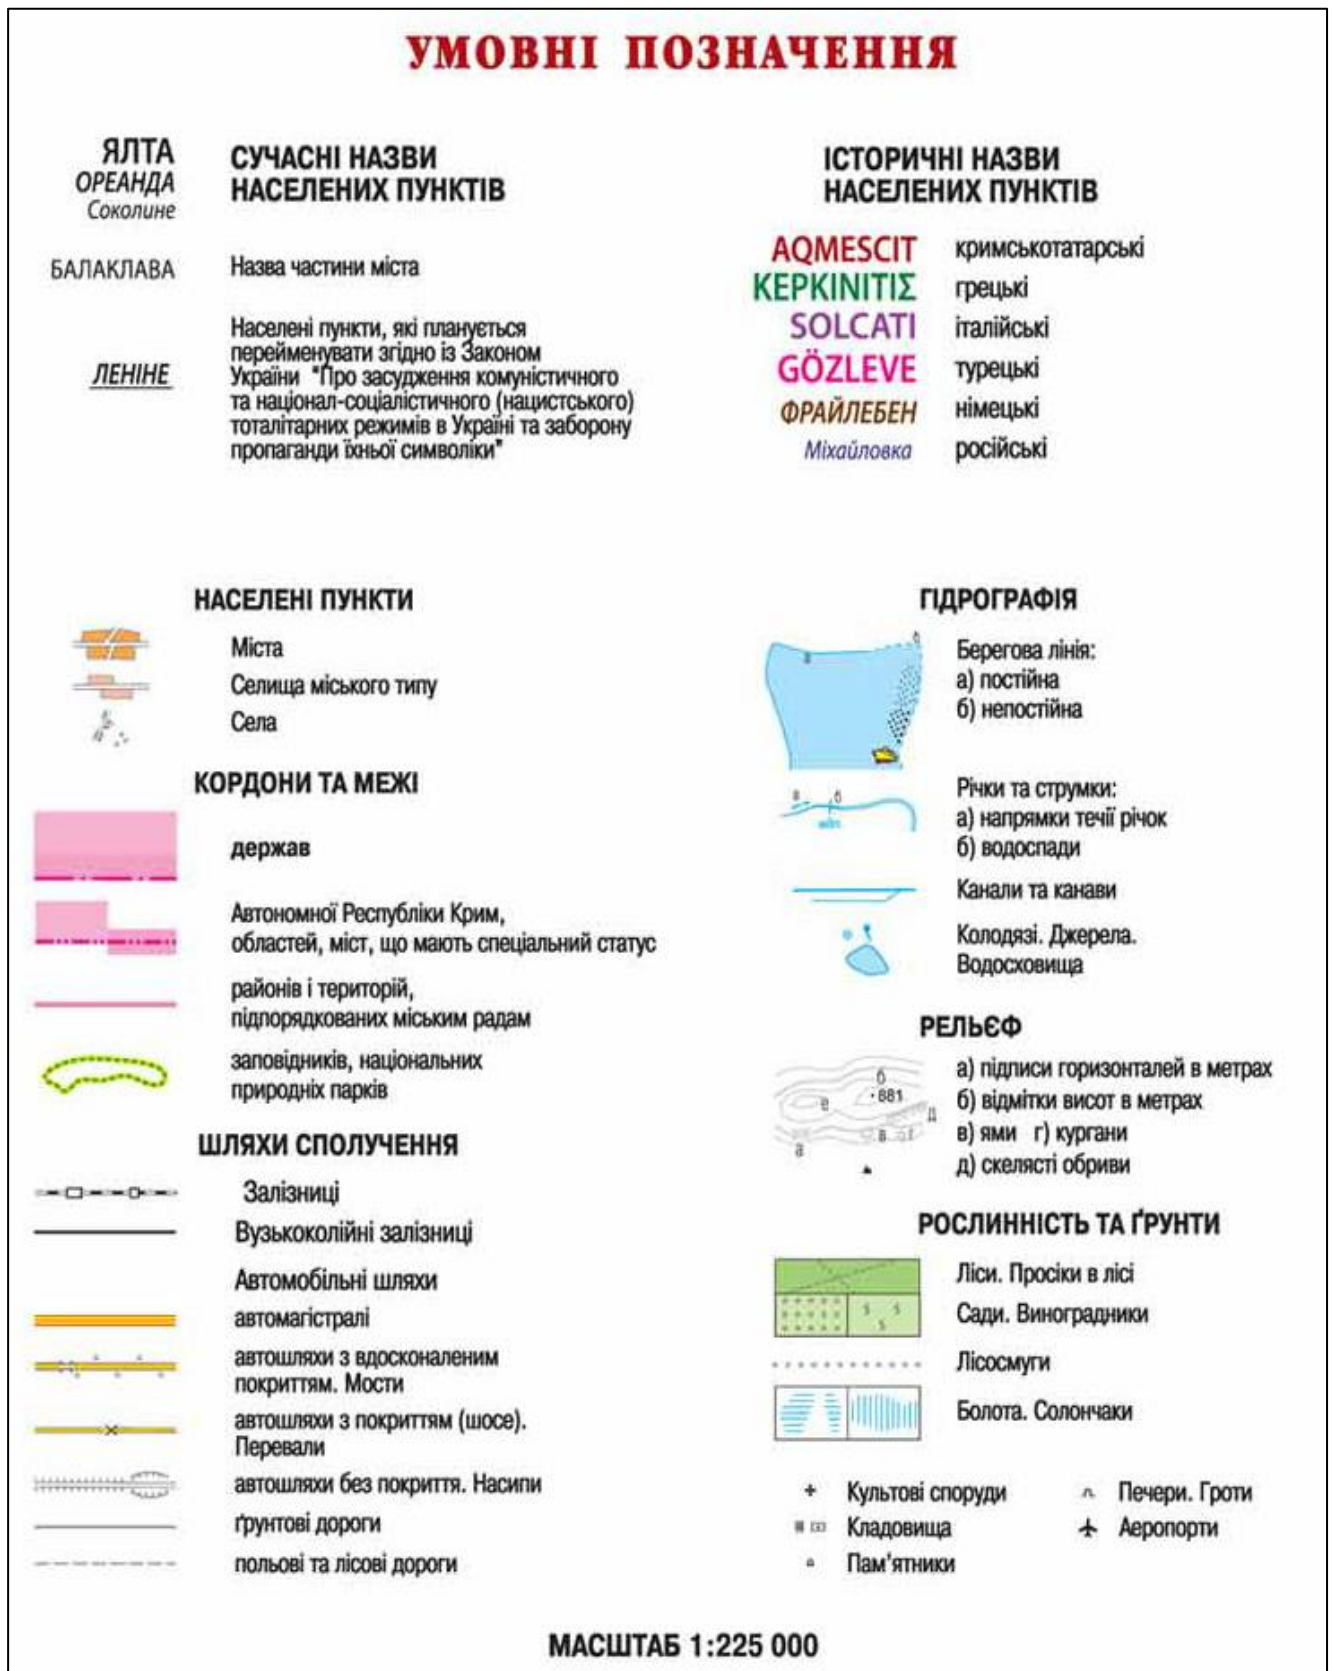 УМОВНІ ПОЗНАЧЕННЯ
ЯЛТА
ОРЕАНДА
Соколине
СУЧАСНІ НАЗВИ
НАСЕЛЕНИХ ПУНКТІВ
БАЛАКЛАВА
Назва частини міста
ЛЕНІНЕ
Населені пункти, які планується
перейменувати згідно із Законом
України "Про засудження комуністичного
та націонал-соціалістичного (нацистського)
тоталітарних режимів в Україні та заборону
пропаганди їхньої символіки"
ІСТОРИЧНІ НАЗВИ
НАСЕЛЕНИХ ПУНКТІВ
AQMESCIT кримськотатарські
ΚΕΡΚΙΝΙΤΙΣ грецькі
SOLCATI італійські
GÖZLEVE турецькі
ФРАЙЛЕБЕН німецькі
Міхайловка російські
НАСЕЛЕНІ ПУНКТИ
Міста
Селища міського типу
Села
КОРДОНИ ТА МЕЖІ
держав
Автономної Республіки Крим,
областей, міст, що мають спеціальний статус
районів і територій,
підпорядкованих міським радам
заповідників, національних
природніх парків
ШЛЯХИ СПОЛУЧЕННЯ
Залізниці
Вузькоколійні залізниці
Автомобільні шляхи
автомагістралі
автошляхи з вдосконаленим
покриттям. Мости
автошляхи з покриттям (шосе).
Перевали
автошляхи без покриття. Насипи
ґрунтові дороги
польові та лісові дороги
ГІДРОГРАФІЯ
а
б
Берегова лінія:
а) постійна
б) непостійна
а б
Річки та струмки:
а) напрямки течії річок
б) водоспади
Канали та канави
Колодязі. Джерела.
Водосховища
РЕЛЬЄФ
б
881
е
д
в г
а
а) підписи горизонталей в метрах
б) відмітки висот в метрах
в) ями г) кургани
д) скелясті обриви
РОСЛИННІСТЬ ТА ҐРУНТИ
Ліси. Просіки в лісі
Сади. Виноградники
Лісосмуги
Болота. Солончаки
Культові споруди
Кладовища
Пам'ятники
Печери. Гроти
Аеропорти
МАСШТАБ 1:225 000